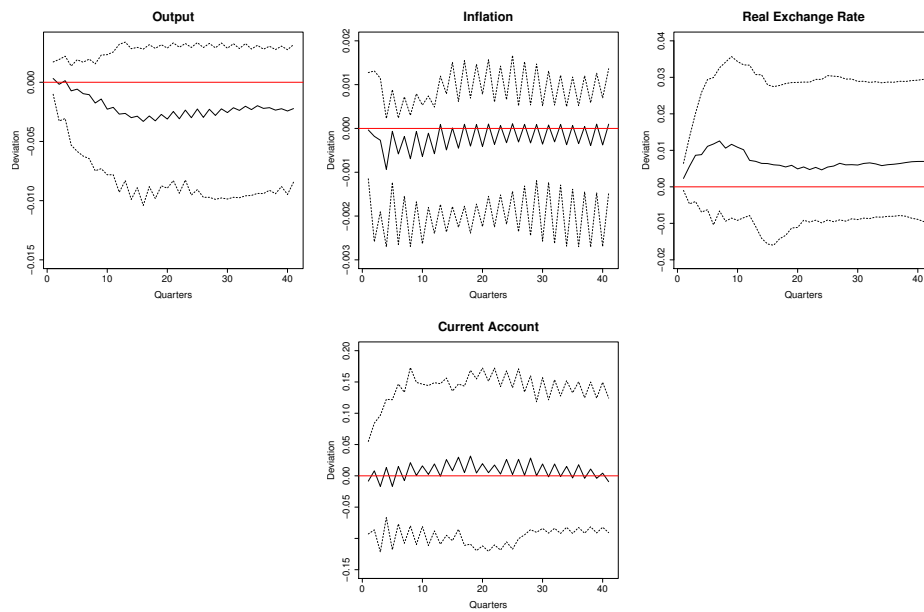 Output
Deviation
0.000
−0.005
−0.010
−0.015
0 10 20 30 40
Quarters
Inflation
Deviation
0.002
0.001
0.000
−0.001
−0.002
−0.003
0 10 20 30 40
Quarters
Real Exchange Rate
Deviation
0.04
0.03
0.02
0.01
0.00
−0.01
−0.02
0 10 20 30 40
Quarters
Current Account
Deviation
0.20
0.15
0.10
0.05
0.00
−0.05
−0.15
0 10 20 30 40
Quarters